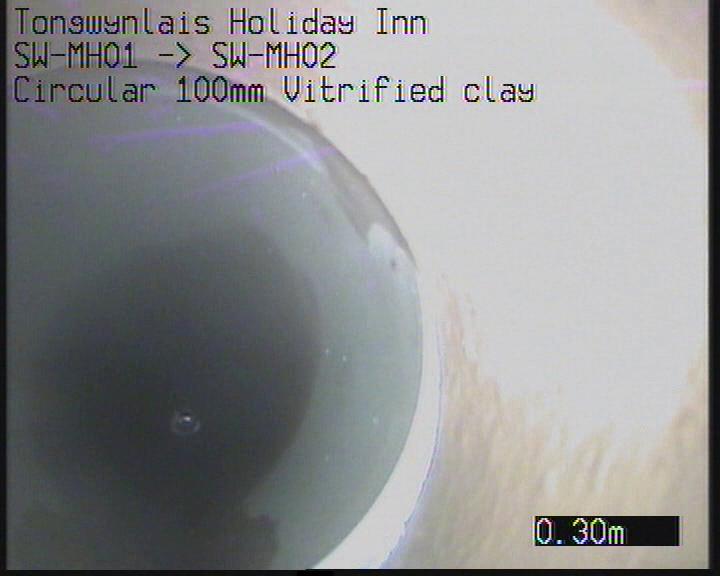 Tongwynlais Holiday Inn
SW-MH01 -> SW-MH02
Circular 100mm Vitrified clay
0.30m